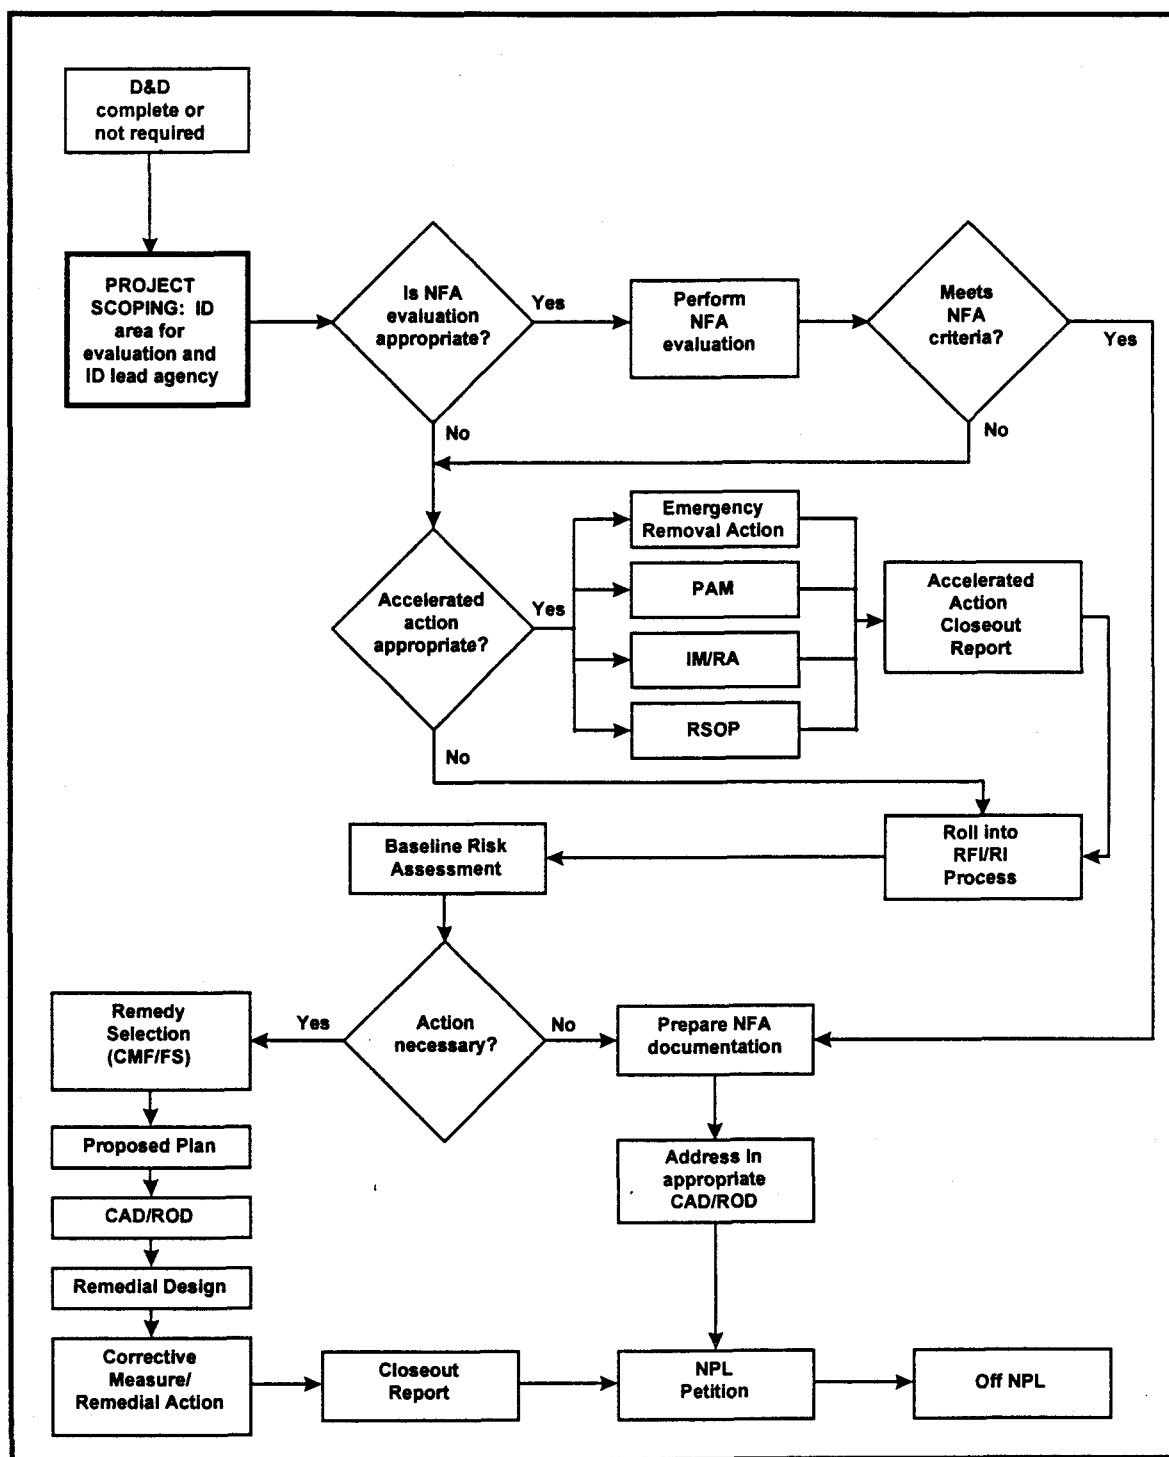 D&D
complete or
not required
PROJECT
SCOPING: ID
area for
evaluation and
ID lead agency
Is NFA
evaluation
appropriate?
Yes
Perform
NFA
evaluation
Meets
NFA
criteria?
Yes
No
No
Accelerated
action
appropriate?
Yes
Emergency
Removal Action
PAM
IM/RA
RSOP
Accelerated
Action
Closeout
Report
No
Roll into
RFI/RI
Process
Baseline Risk
Assessment
Action
necessary?
Yes
No
Remedy
Selection
(CMF/FS)
Prepare NFA
documentation
Proposed Plan
Address in
appropriate
CAD/ROD
CAD/ROD
Remedial Design
Corrective
Measure/
Remedial Action
Closeout
Report
NPL
Petition
Off NPL